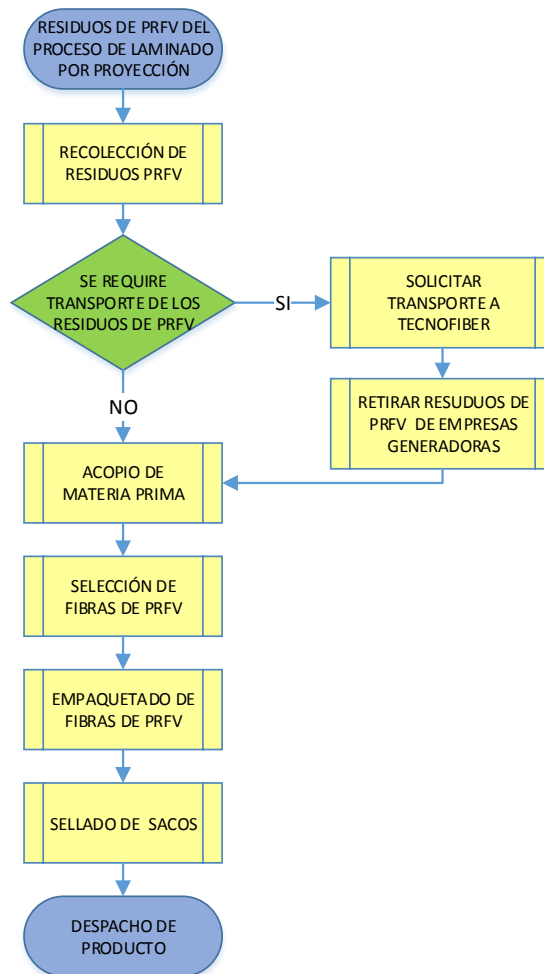 RESIDUOS DE PRFV DEL
PROCESO DE LAMINADO
POR PROYECCIÓN
RECOLECCIÓN DE
RESIDUOS PRFV
SE REQUIRE
TRANSPORTE DE LOS
RESIDUOS DE PRFV
SI
SOLICITAR
TRANSPORTE A
TECNOFIBER
RETIRAR RESUDUOS DE
PRFV DE EMPRESAS
GENERADORAS
NO
ACOPIO DE
MATERIA PRIMA
SELECCIÓN DE
FIBRAS DE PRFV
EMPAQUETADO DE
FIBRAS DE PRFV
SELLADO DE SACOS
DESPACHO DE
PRODUCTO